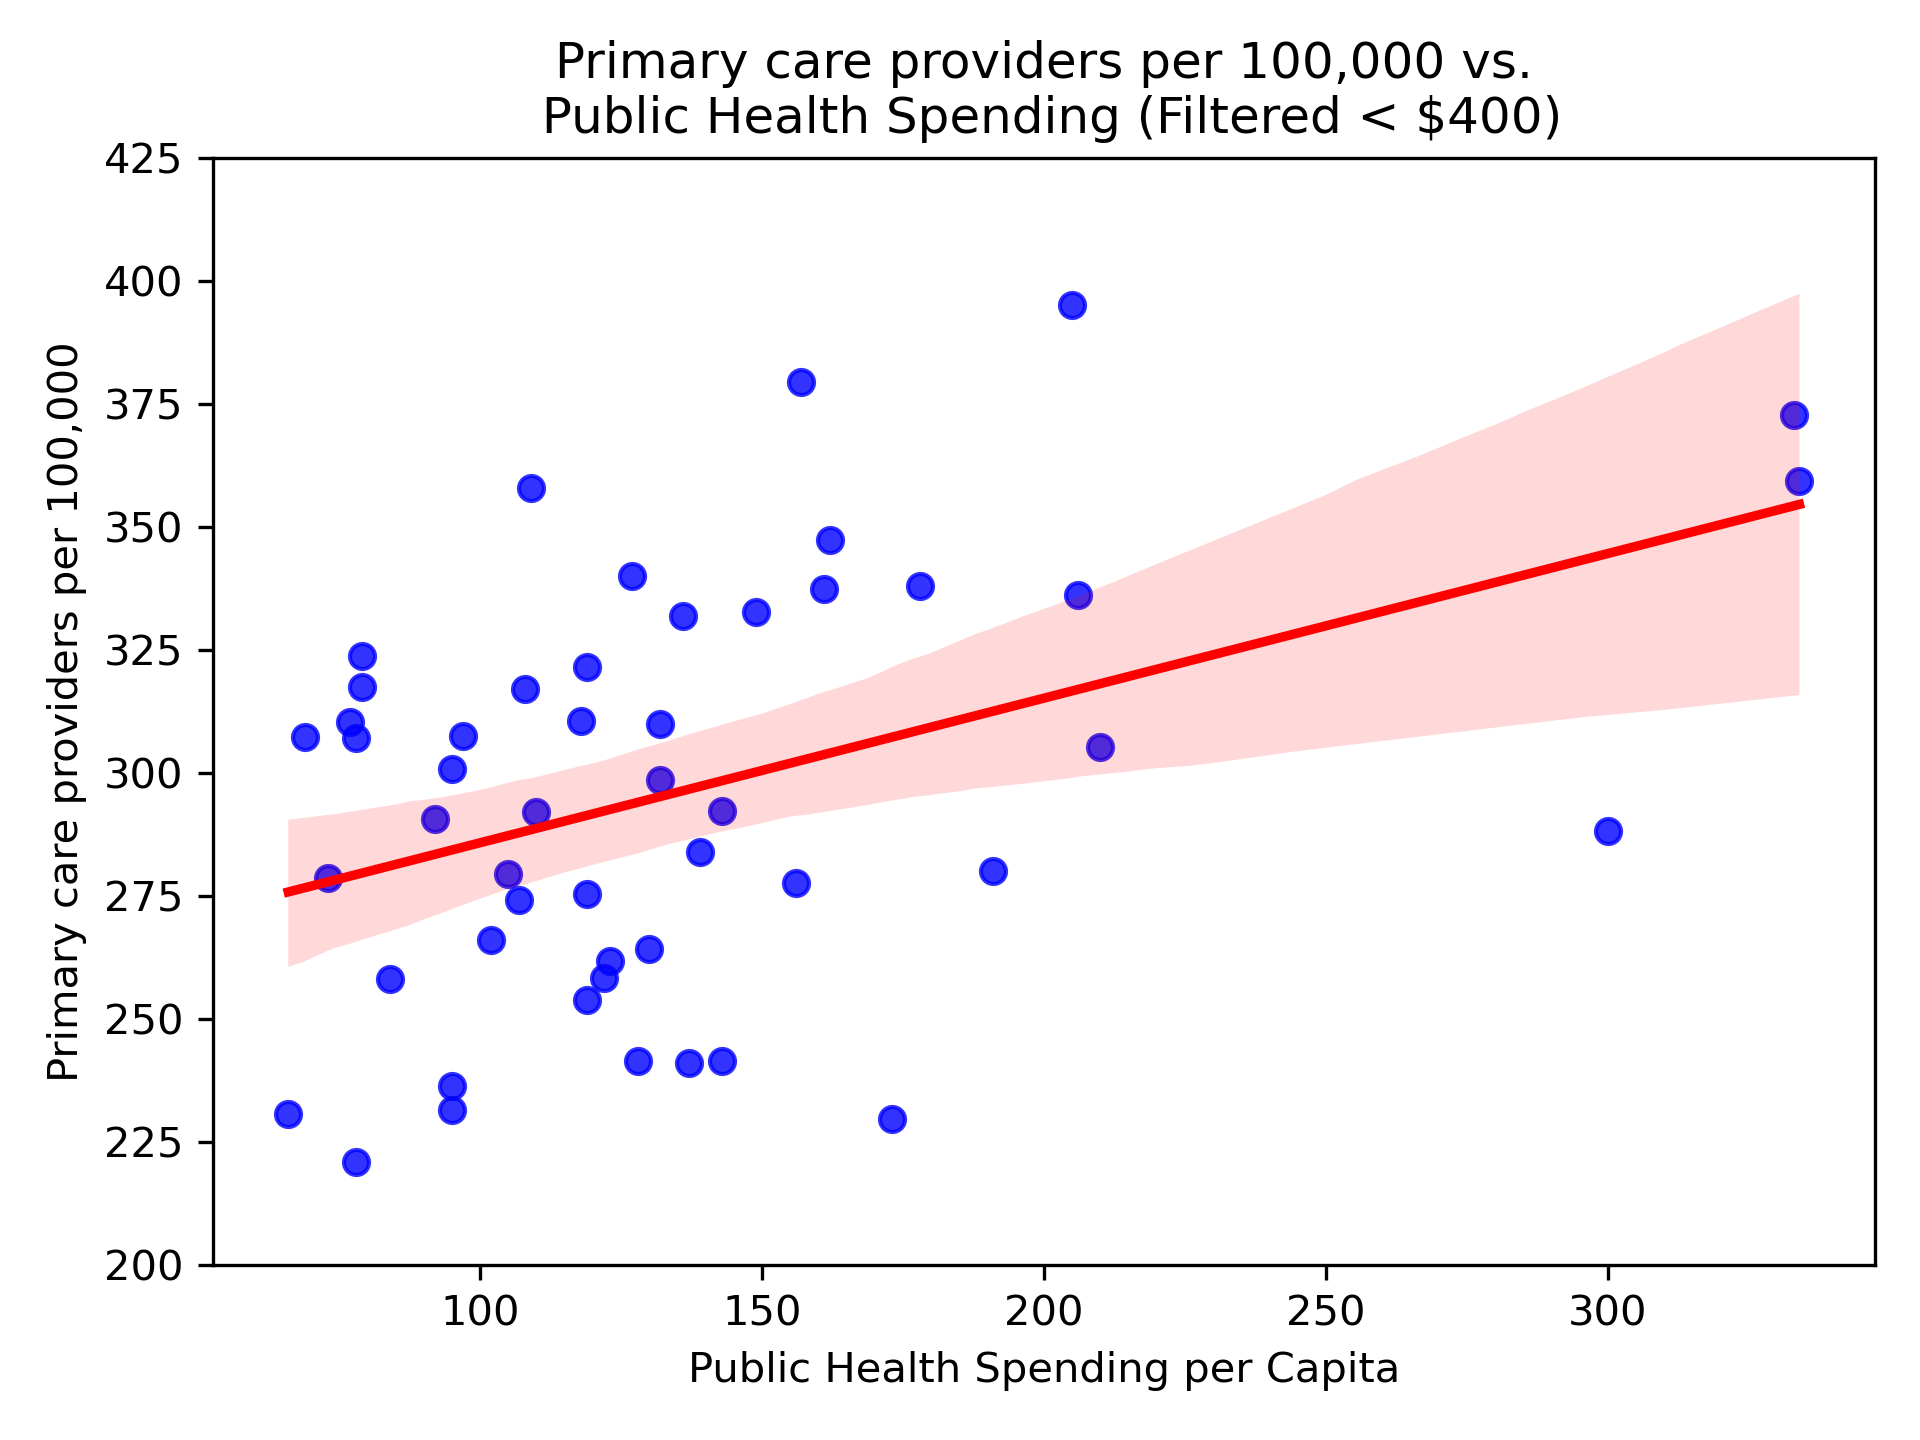 Primary care providers per 100,000 vs.
Public Health Spending (Filtered < $400)
Primary care providers per 100,000
425
400
375
350
325
300
275
250
225
200
100 150 200 250 300
Public Health Spending per Capita